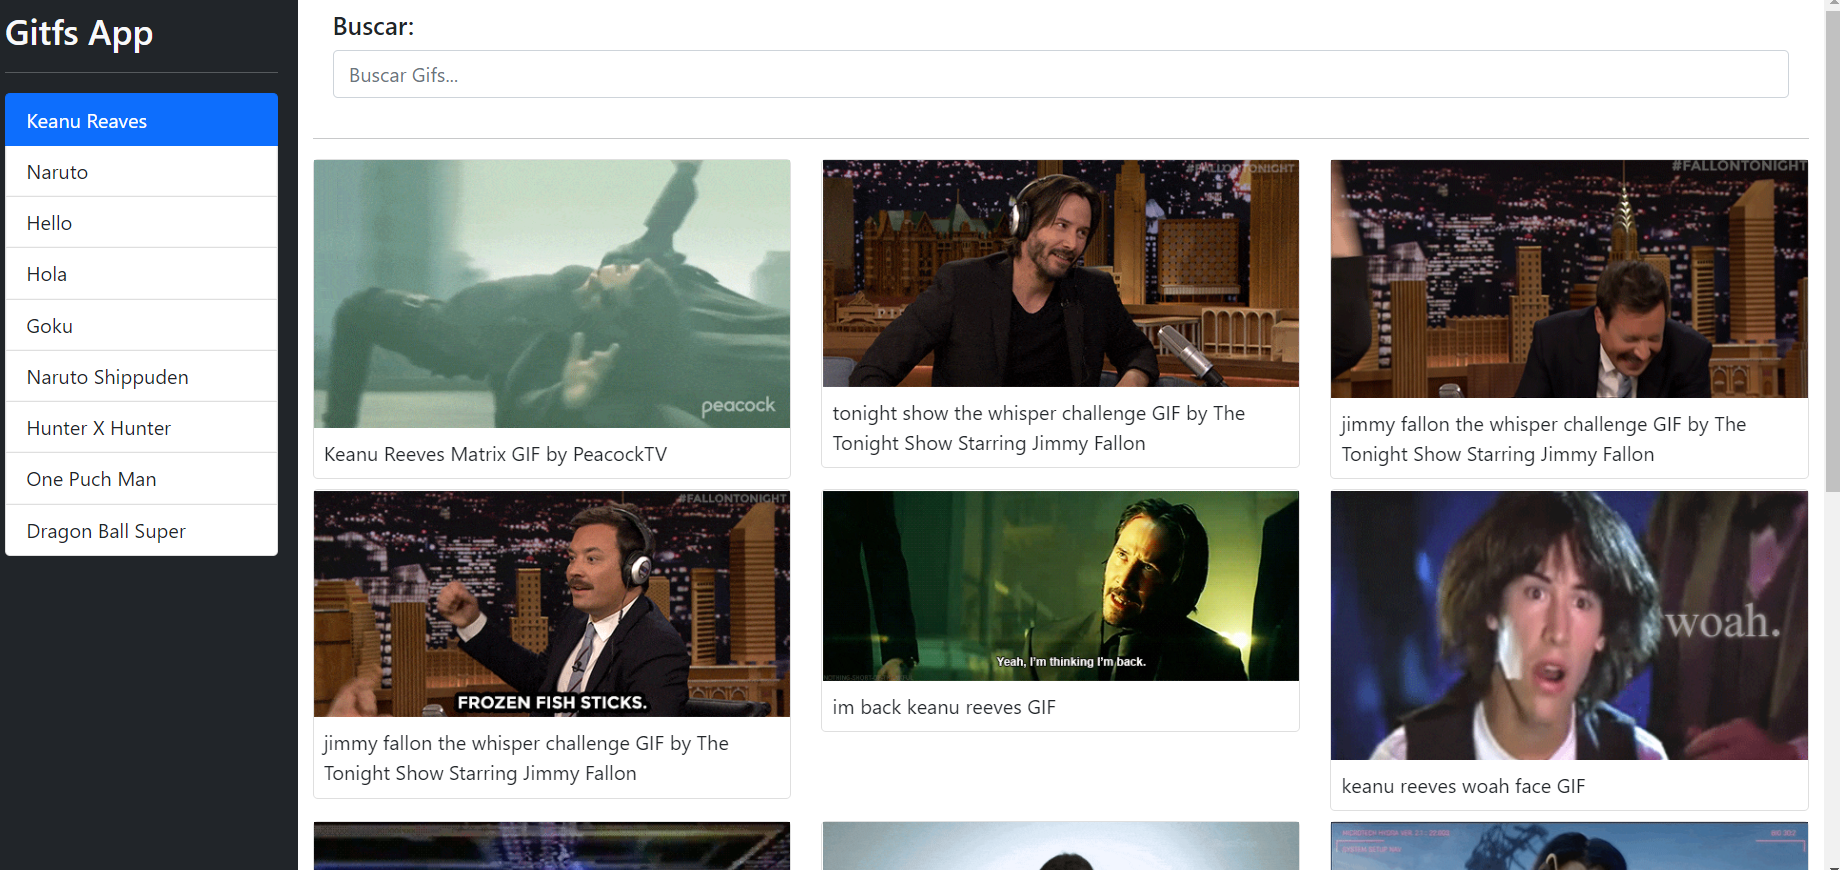 Gitfs App
Keanu Reaves
Naruto
Hello
Hola
Goku
Naruto Shippuden
Hunter X Hunter
One Puch Man
Dragon Ball Super
Buscar:
Buscar Gifs...
peacock
Keanu Reeves Matrix GIF by PeacockTV
#FALLONTONIGHT
tonight show the whisper challenge GIF by The
Tonight Show Starring Jimmy Fallon
#FALLONTONIGHT
jimmy fallon the whisper challenge GIF by The
Tonight Show Starring Jimmy Fallon
#FALLONTONIGHT
FROZEN FISH STICKS.
jimmy fallon the whisper challenge GIF by The
Tonight Show Starring Jimmy Fallon
Yeah, I'm thinking I'm back.
im back keanu reeves GIF
woah.
keanu reeves woah face GIF